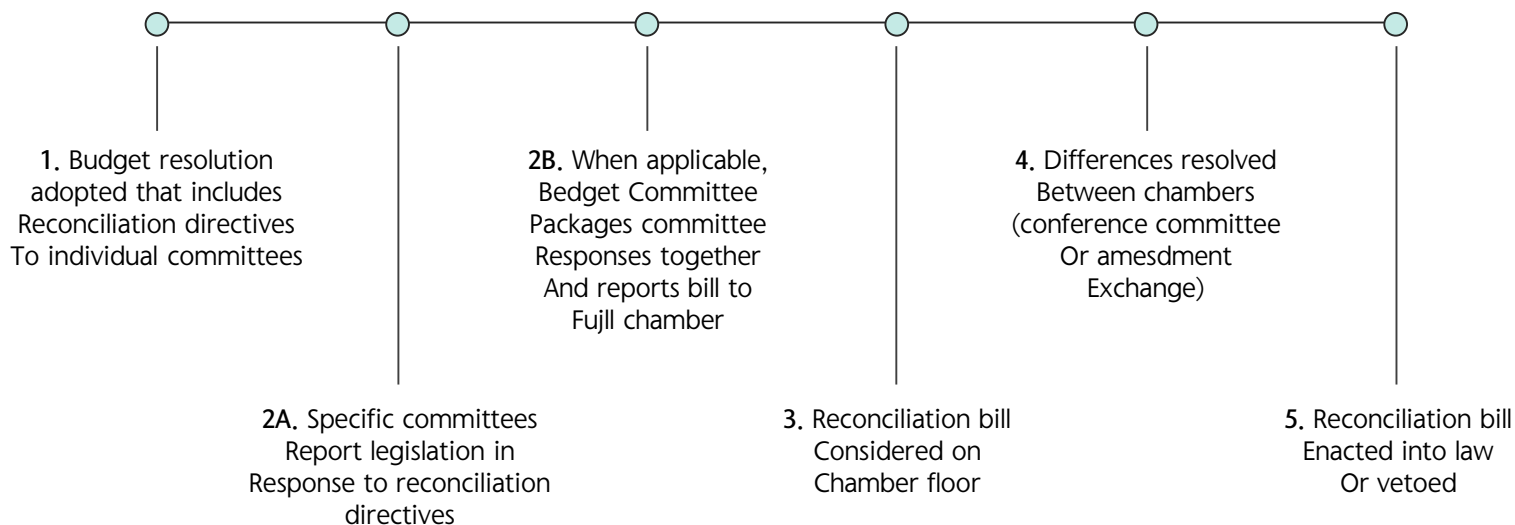 1. Budget resolution
adopted that includes
Reconciliation directives
To individual committees
2A. Specific committees
Report legislation in
Response to reconciliation
directives
2B. When applicable,
Bedget Committee
Packages committee
Responses together
And reports bill to
Fujll chamber
3. Reconciliation bill
Considered on
Chamber floor
4. Differences resolved
Between chambers
(conference committee
Or amesdment
Exchange)
5. Reconciliation bill
Enacted into law
Or vetoed